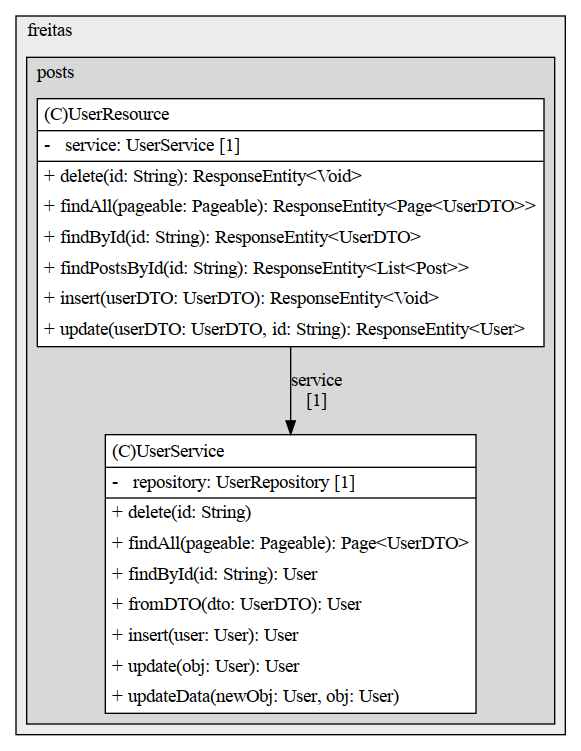 freitas
posts
(C)UserResource
- service: UserService [1]
+ delete(id: String): ResponseEntity<Void>
+ findAll(pageable: Pageable): ResponseEntity<Page<UserDTO>>
+ findById(id: String): ResponseEntity<UserDTO>
+ findPostsById(id: String): ResponseEntity<List<Post>>
+ insert(userDTO: UserDTO): ResponseEntity<Void>
+ update(userDTO: UserDTO, id: String): ResponseEntity<User>
service
[1]
(C)UserService
- repository: UserRepository [1]
+ delete(id: String)
+ findAll(pageable: Pageable): Page<UserDTO>
+ findById(id: String): User
+ fromDTO(dto: UserDTO): User
+ insert(user: User): User
+ update(obj: User): User
+ updateData(newObj: User, obj: User)